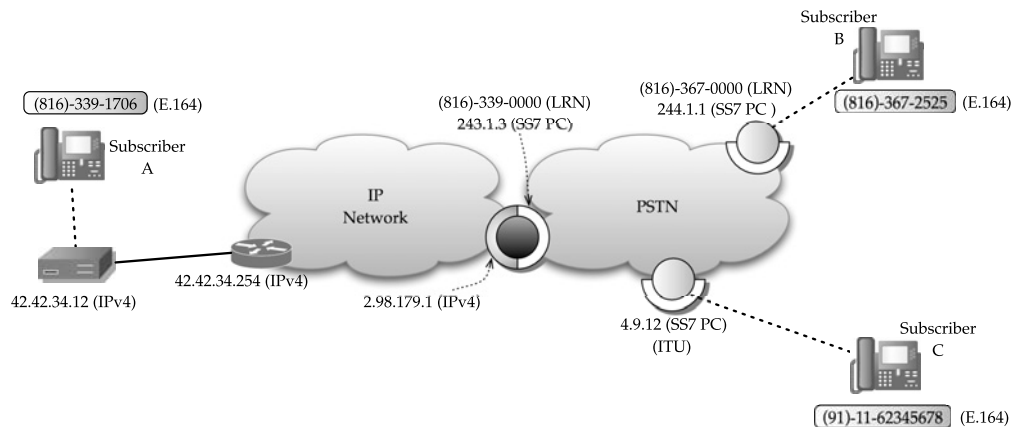 Subscriber
B
(816)-367-2525 (E.164)
(816)-339-1706 (E.164)
Subscriber
A
(816)-339-0000 (LRN)
243.1.3 (SS7 PC)
(816)-367-0000 (LRN)
244.1.1 (SS7 PC )
IP
Network
PSTN
42.42.34.12 (IPv4)
42.42.34.254 (IPv4)
2.98.179.1 (IPv4)
4.9.12 (SS7 PC)
(ITU)
Subscriber
C
(91)-11-62345678 (E.164)